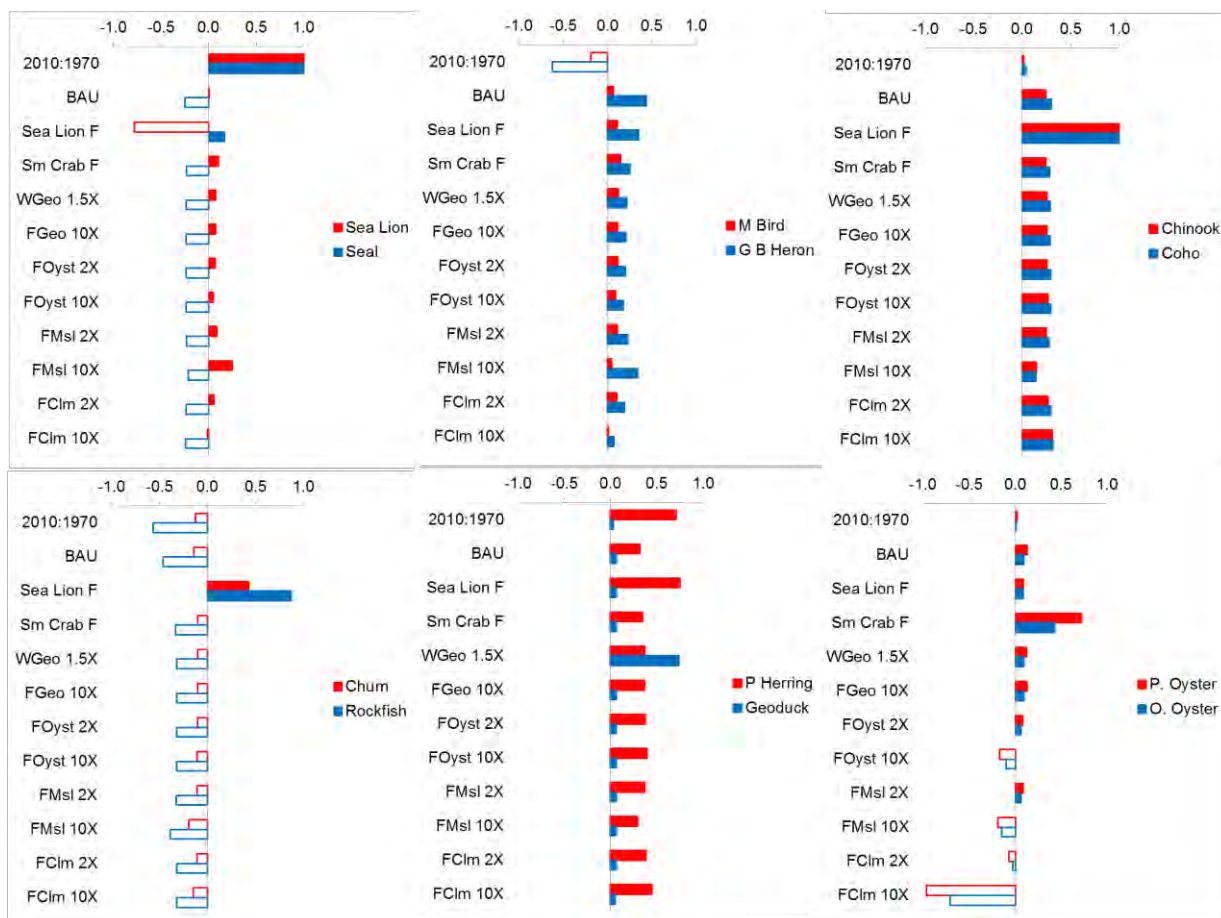 -1.0 -0.5 0.0 0.5 1.0
2010:1970
BAU
Sea Lion F
Sm Crab F
WGeo 1.5X
FGeo 10X
FOyst 2X
FOyst 10X
FMsl 2X
FMsl 10X
FClm 2X
FClm 10X
Sea Lion
Seal
-1.0 -0.5 0.0 0.5 1.0
2010:1970
BAU
Sea Lion F
Sm Crab F
WGeo 1.5X
FGeo 10X
FOyst 2X
FOyst 10X
FMsl 2X
FMsl 10X
FClm 2X
FClm 10X
M Bird
G B Heron
-1.0 -0.5 0.0 0.5 1.0
2010:1970
BAU
Sea Lion F
Sm Crab F
WGeo 1.5X
FGeo 10X
FOyst 2X
FOyst 10X
FMsl 2X
FMsl 10X
FClm 2X
FClm 10X
Chinook
Coho
-1.0 -0.5 0.0 0.5 1.0
2010:1970
BAU
Sea Lion F
Sm Crab F
WGeo 1.5X
FGeo 10X
FOyst 2X
FOyst 10X
FMsl 2X
FMsl 10X
FClm 2X
FClm 10X
Chum
Rockfish
-1.0 -0.5 0.0 0.5 1.0
2010:1970
BAU
Sea Lion F
Sm Crab F
WGeo 1.5X
FGeo 10X
FOyst 2X
FOyst 10X
FMsl 2X
FMsl 10X
FClm 2X
FClm 10X
P Herring
Geoduck
-1.0 -0.5 0.0 0.5 1.0
2010:1970
BAU
Sea Lion F
Sm Crab F
WGeo 1.5X
FGeo 10X
FOyst 2X
FOyst 10X
FMsl 2X
FMsl 10X
FClm 2X
FClm 10X
P. Oyster
O. Oyster